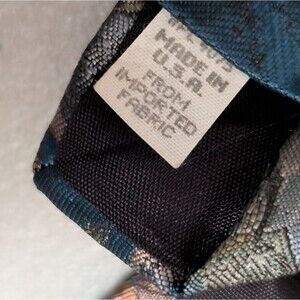 MADE IN
U.S.A.
FROM
IMPORTED
FABRIC